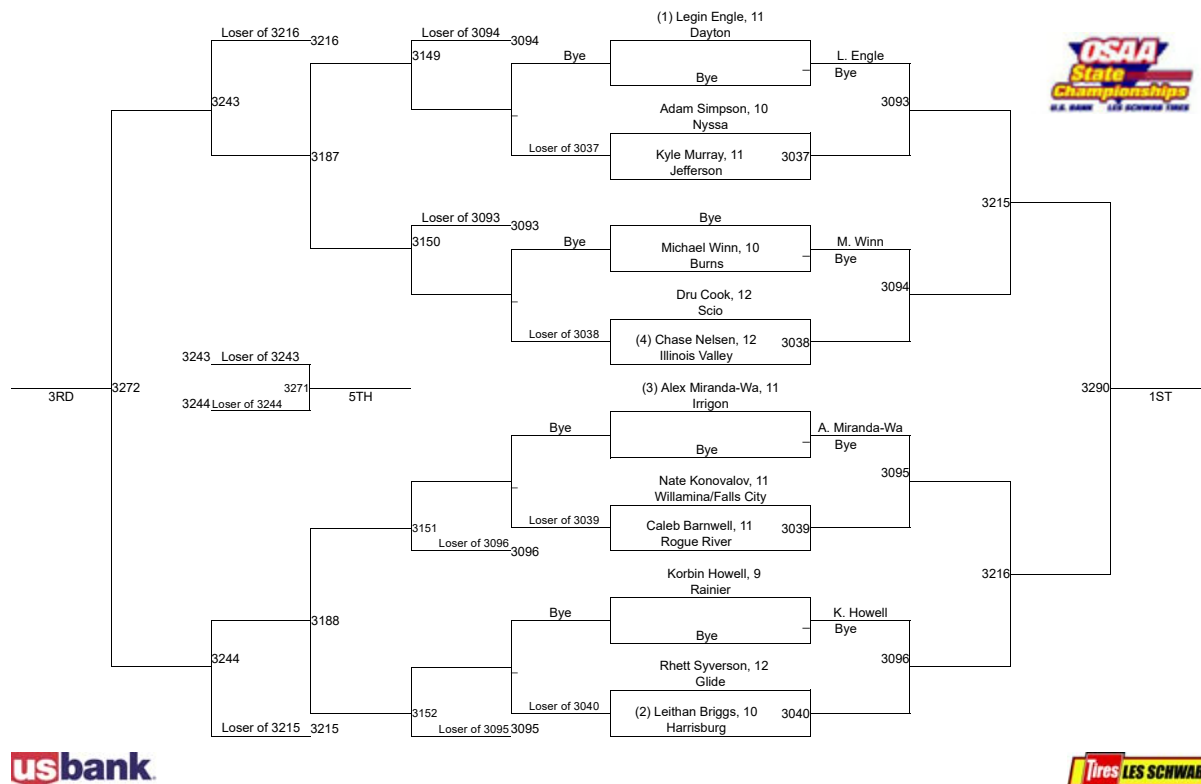 (1) Legin Engle, 11
Dayton
Loser of 3216
3216
Loser of 3094
3094
3149
Bye
Bye
L. Engle
Bye
OSAA
State
Championships
U.S. BANK LES SCHWAB TIRES
3243
3093
Adam Simpson, 10
Nyssa
3187
Loser of 3037
Kyle Murray, 11
Jefferson
3037
3215
Loser of 3093
3093
3150
Bye
Bye
Michael Winn, 10
Burns
M. Winn
Bye
3094
Dru Cook, 12
Scio
Loser of 3038
(4) Chase Nelsen, 12
Illinois Valley
3038
3243
Loser of 3243
3RD
3272
3271
5TH
3244
Loser of 3244
(3) Alex Miranda-Wa, 11
Irrigon
3290
1ST
Bye
Bye
A. Miranda-Wa
Bye
3095
Nate Konovalov, 11
Willamina/Falls City
3151
Loser of 3039
Caleb Barnwell, 11
Rogue River
3039
Loser of 3096
3096
3216
Korbin Howell, 9
Rainier
3188
Bye
Bye
K. Howell
Bye
3244
3096
Rhett Syverson, 12
Glide
3152
Loser of 3040
(2) Leithan Briggs, 10
Harrisburg
3040
Loser of 3215
3215
Loser of 3095
3095
usbank.
Tires LES SCHWAB